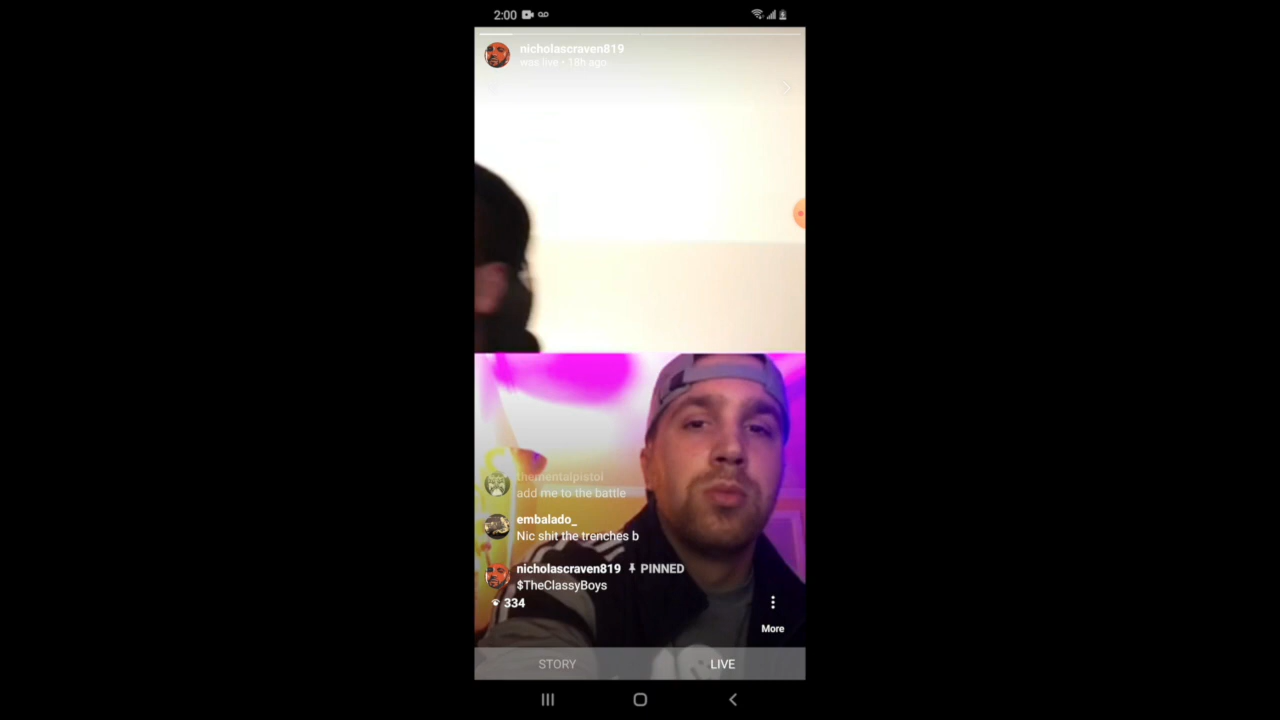 2:00
nicholascraven819
was live • 18h ago
thementalpistol
add me to the battle
embalado_
Nic shit the trenches b
nicholascraven819 PINNED
$TheClassyBoys
334
More
STORY LIVE